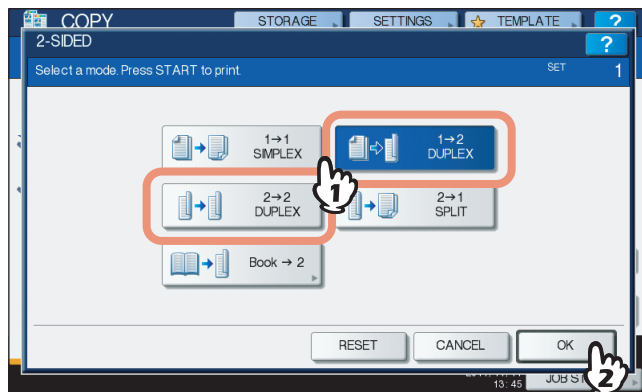 COPY STORAGE SETTINGS TEMPLATE ?
2-SIDED ?
Select a mode. Press START to print. SET 1
1→1
SIMPLEX
1→2
DUPLEX
2→2
DUPLEX
2→1
SPLIT
Book → 2
1
RESET CANCEL OK
2
13:45 JOB ST